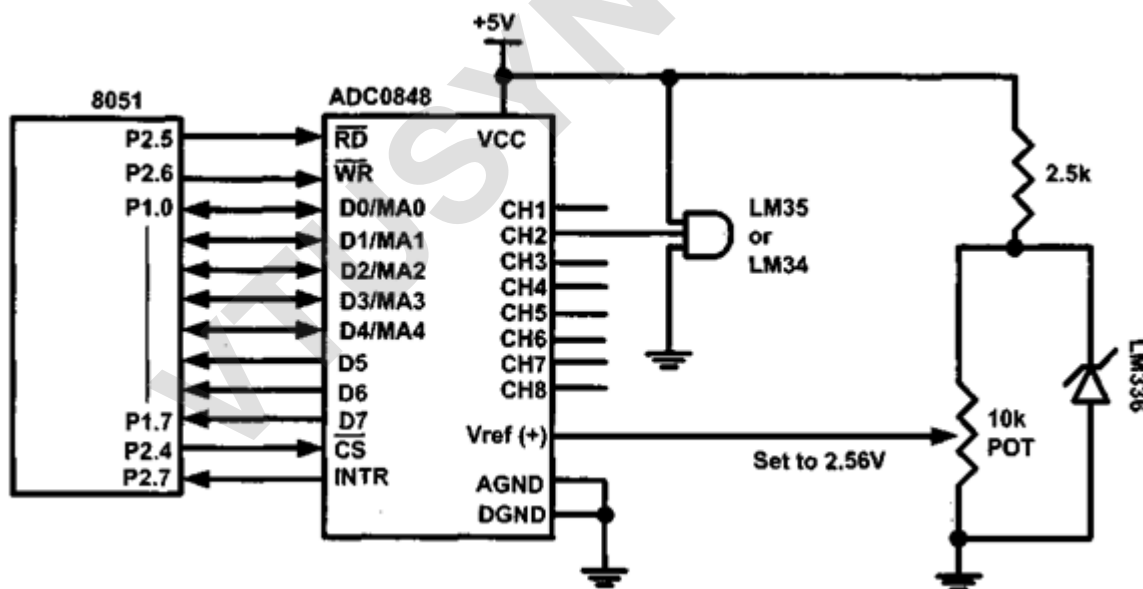 +5V
8051
ADC0848
P2.5
P2.6
P1.0
P1.7
P2.4
P2.7
RD
WR
D0/MA0
D1/MA1
D2/MA2
D3/MA3
D4/MA4
D5
D6
D7
CS
INTR
VCC
CH1
CH2
CH3
CH4
CH5
CH6
CH7
CH8
Vref (+)
AGND
DGND
LM35
or
LM34
Set to 2.56V
2.5k
10k
POT
LM336
VTUSYN